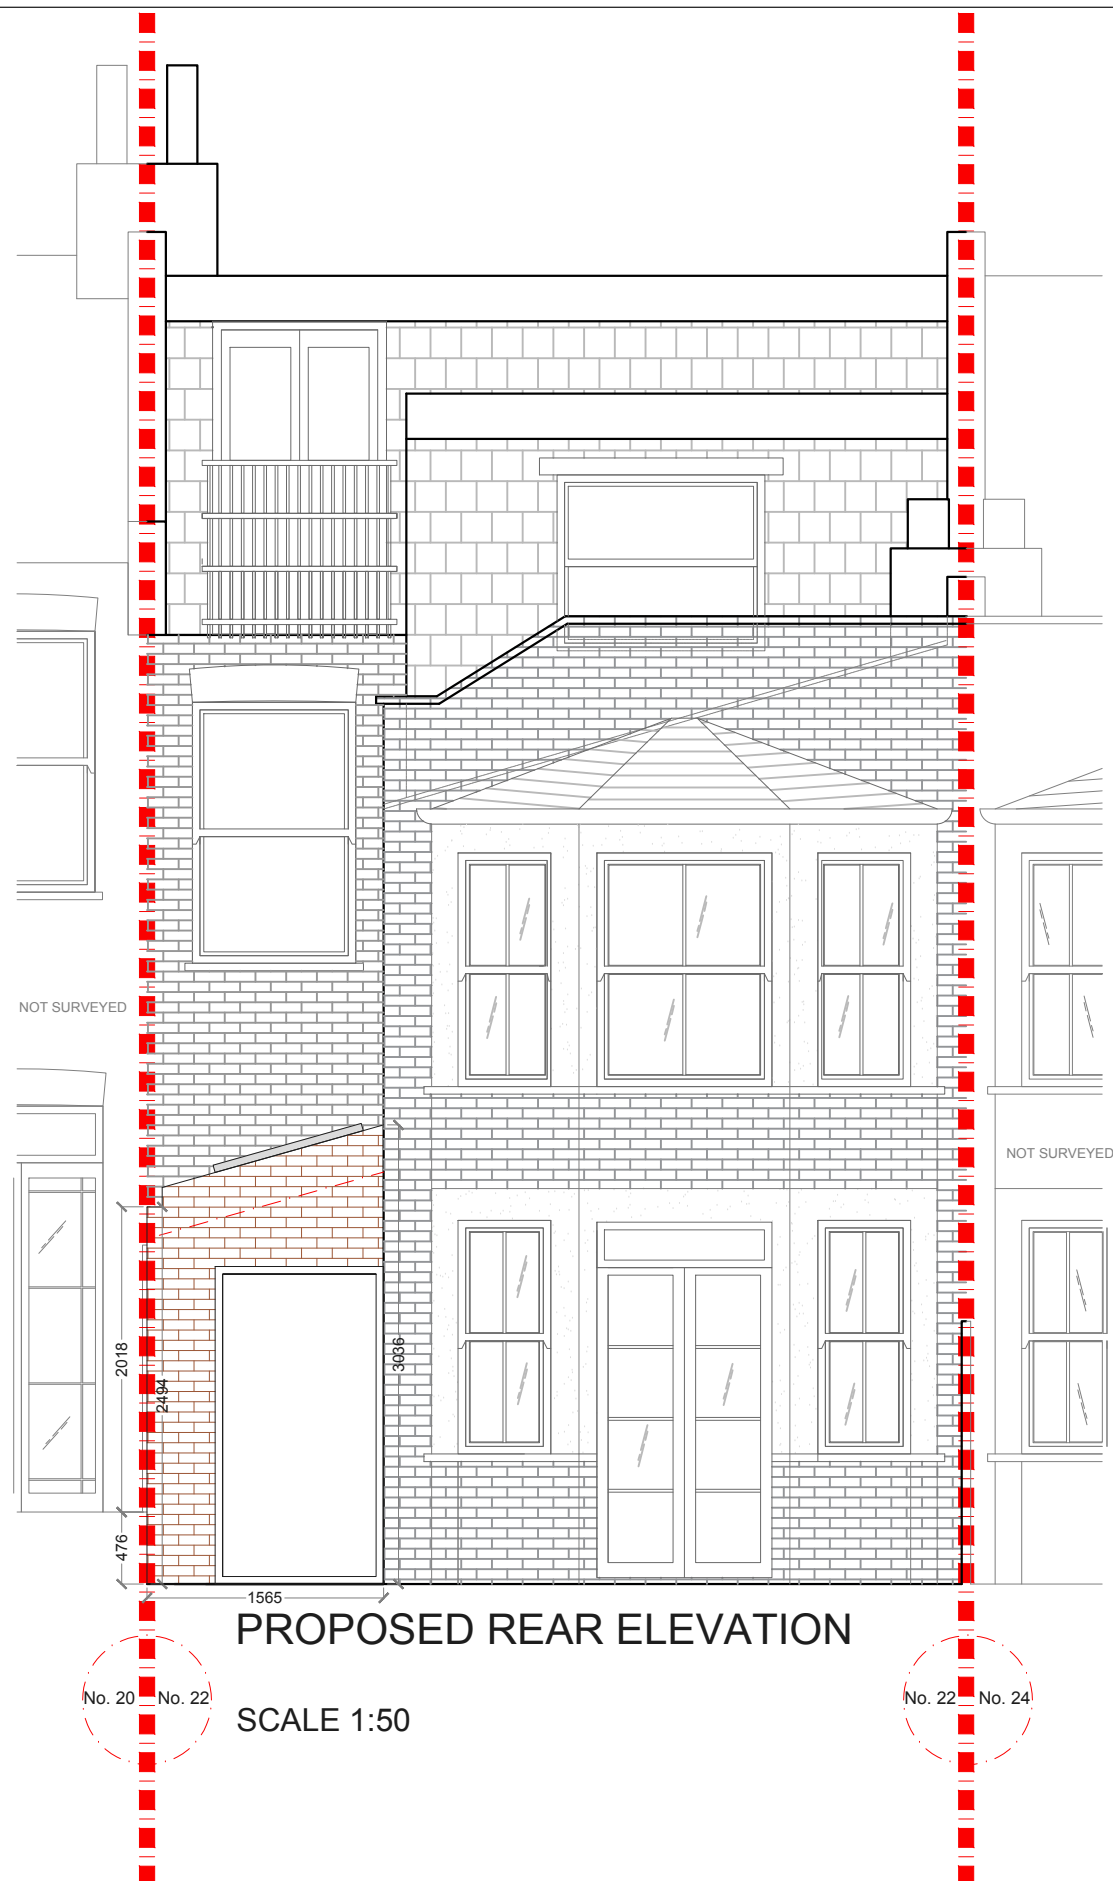 NOT SURVEYED
NOT SURVEYED
2018
2494
3036
476
1565
PROPOSED REAR ELEVATION
No. 20 No. 22
No. 22 No. 24
SCALE 1:50